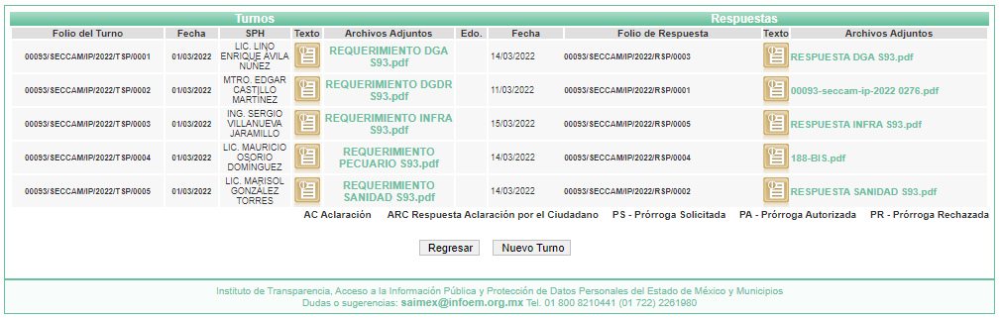 Turnos Respuestas
Folio del Turno Fecha SPH Texto Archivos Adjuntos Edo. Fecha Folio de Respuesta Texto Archivos Adjuntos
00093/SECCAM/IP/2022/TSP/0001 01/03/2022 LIC. LINO ENRIQUE AVILA NÚÑEZ REQUERIMIENTO DGA S93.pdf 14/03/2022 00093/SECCAM/IP/2022/RSP/0003 RESPUESTA DGA S93.pdf
00093/SECCAM/IP/2022/TSP/0002 01/03/2022 MTRO. EDGAR CASTILLO MARTÍNEZ REQUERIMIENTO DGDR S93.pdf 11/03/2022 00093/SECCAM/IP/2022/RSP/0001 00093-seccam-ip-2022 0276.pdf
00093/SECCAM/IP/2022/TSP/0003 01/03/2022 ING. SERGIO VILLANUEVA JARAMILLO REQUERIMIENTO INFRA S93.pdf 15/03/2022 00093/SECCAM/IP/2022/RSP/0005 RESPUESTA INFRA S93.pdf
00093/SECCAM/IP/2022/TSP/0004 01/03/2022 LIC. MAURICIO OSORIO DOMÍNGUEZ REQUERIMIENTO PECUARIO S93.pdf 14/03/2022 00093/SECCAM/IP/2022/RSP/0004 188-BIS.pdf
00093/SECCAM/IP/2022/TSP/0005 01/03/2022 LIC. MARISOL GONZÁLEZ TORRES REQUERIMIENTO SANIDAD S93.pdf 14/03/2022 00093/SECCAM/IP/2022/RSP/0002 RESPUESTA SANIDAD S93.pdf
AC Aclaración ARC Respuesta Aclaración por el Ciudadano PS - Prórroga Solicitada PA - Prórroga Autorizada PR - Prórroga Rechazada
Regresar Nuevo Turno
Instituto de Transparencia, Acceso a la Información Pública y Protección de Datos Personales del Estado de México y Municipios
Dudas o sugerencias: saimex@infoem.org.mx Tel. 01 800 8210441 (01 722) 2261980